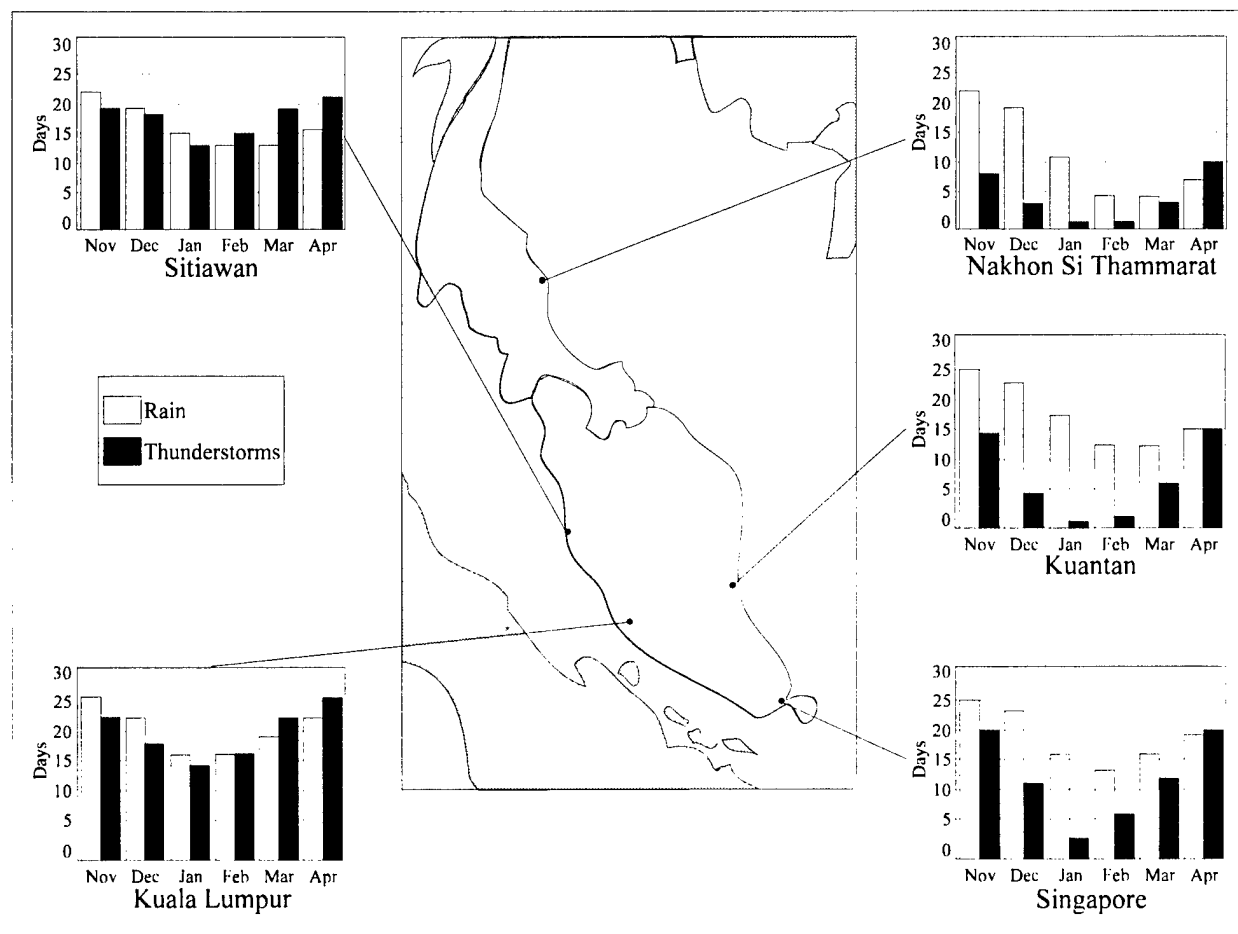 30
25
20
15
10
5
0
Days
Nov Dec Jan Feb Mar Apr
Sitiawan
30
25
20
15
10
5
0
Days
Nov Dec Jan Feb Mar Apr
Nakhon Si Thammarat
Rain
Thunderstorms
30
25
20
15
10
5
0
Days
Nov Dec Jan Feb Mar Apr
Kuantan
30
25
20
15
10
5
0
Days
Nov Dec Jan Feb Mar Apr
Kuala Lumpur
30
25
20
15
10
5
0
Days
Nov Dec Jan Feb Mar Apr
Singapore